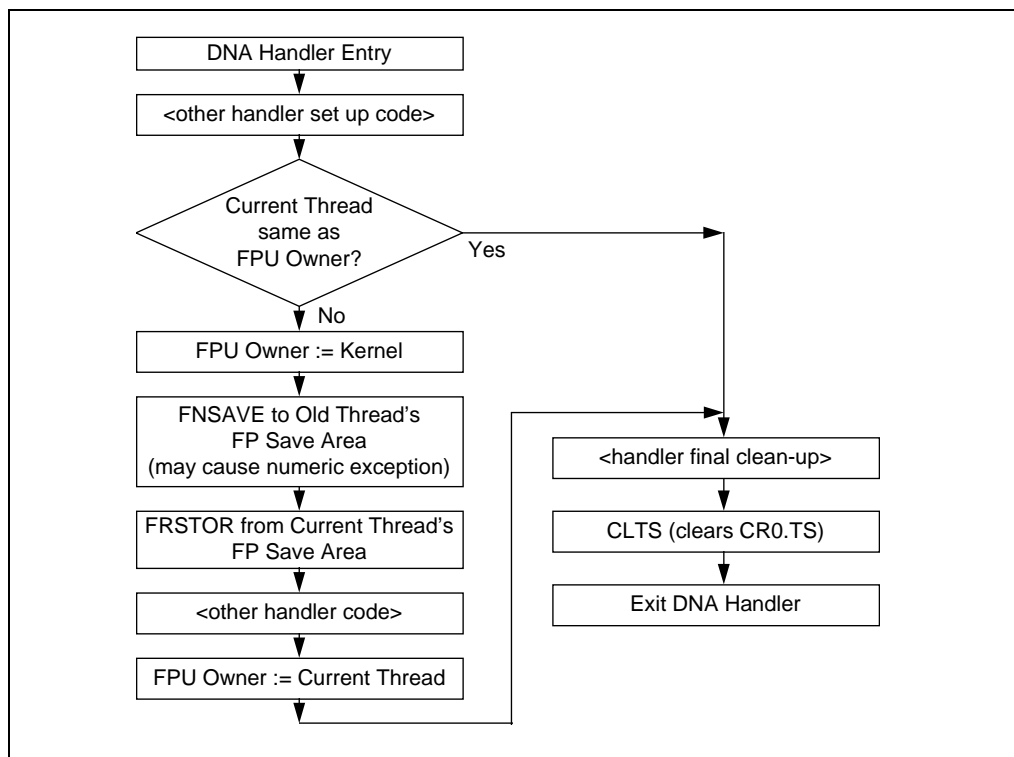 DNA Handler Entry
<other handler set up code>
Current Thread
same as
FPU Owner?
Yes
No
FPU Owner := Kernel
FNSAVE to Old Thread’s
FP Save Area
(may cause numeric exception)
FRSTOR from Current Thread’s
FP Save Area
<other handler code>
FPU Owner := Current Thread
<handler final clean-up>
CLTS (clears CR0.TS)
Exit DNA Handler